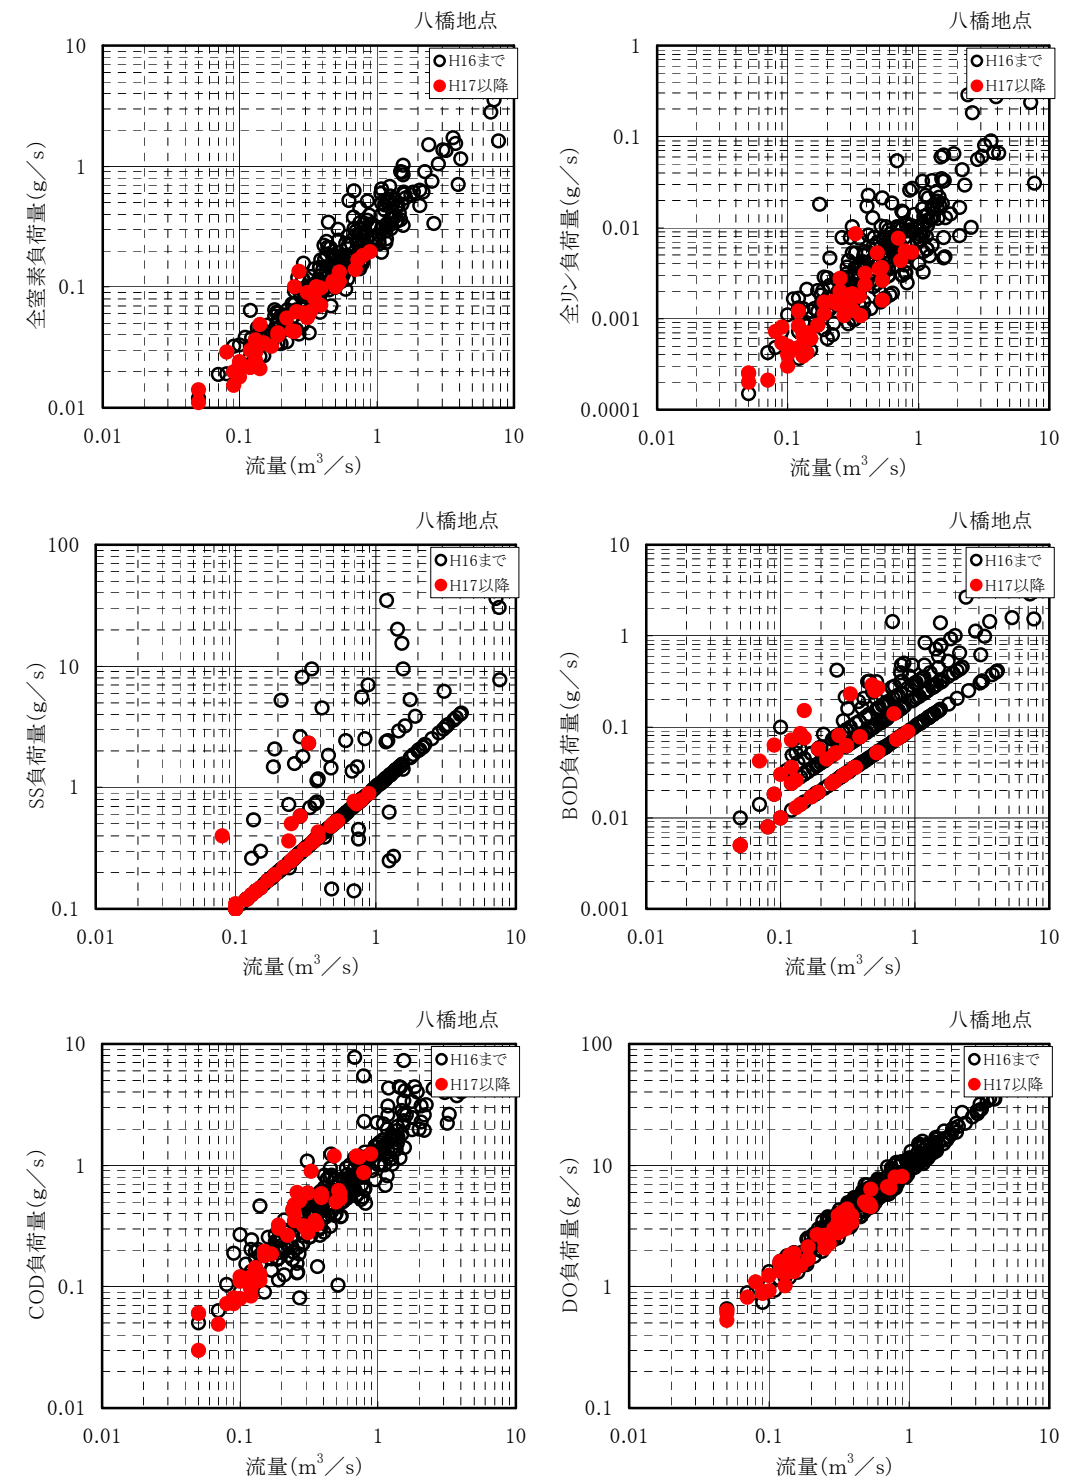 八橋地点
10
1
0.1
0.01
0.01
0.1
1
10
全窒素負荷量(g/s)
流量(m³/s)
H16まで
H17以降
八橋地点
1
0.1
0.01
0.001
0.0001
0.01
0.1
1
10
全リン負荷量(g/s)
流量(m³/s)
H16まで
H17以降
八橋地点
100
10
1
0.1
0.01
0.1
1
10
SS負荷量(g/s)
流量(m³/s)
H16まで
H17以降
八橋地点
10
1
0.1
0.01
0.001
0.01
0.1
1
10
BOD負荷量(g/s)
流量(m³/s)
H16まで
H17以降
八橋地点
10
1
0.1
0.01
0.01
0.1
1
10
COD負荷量(g/s)
流量(m³/s)
H16まで
H17以降
八橋地点
100
10
1
0.1
0.01
0.1
1
10
DO負荷量(g/s)
流量(m³/s)
H16まで
H17以降